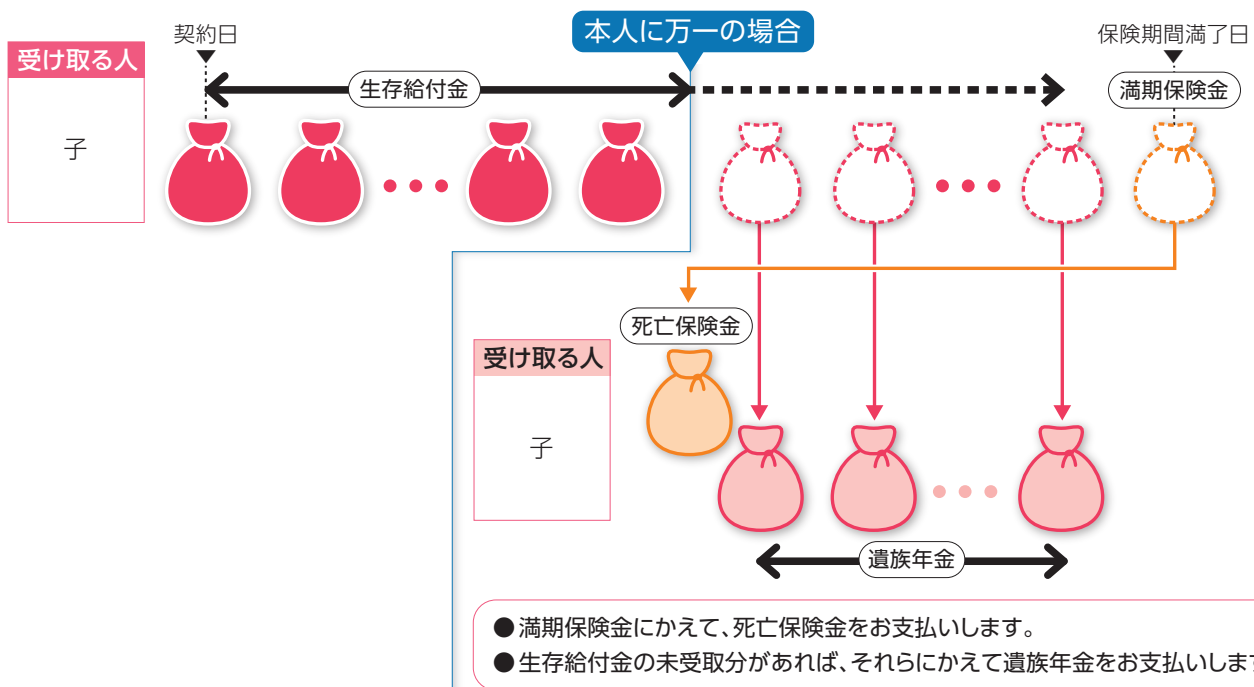 契約日
本人に万一の場合
保険期間満了日
受け取る人
生存給付金
満期保険金
子
死亡保険金
受け取る人
子
遺族年金
●満期保険金にかえて、死亡保険金をお支払いします。
●生存給付金の未受取分があれば、それらにかえて遺族年金をお支払いします